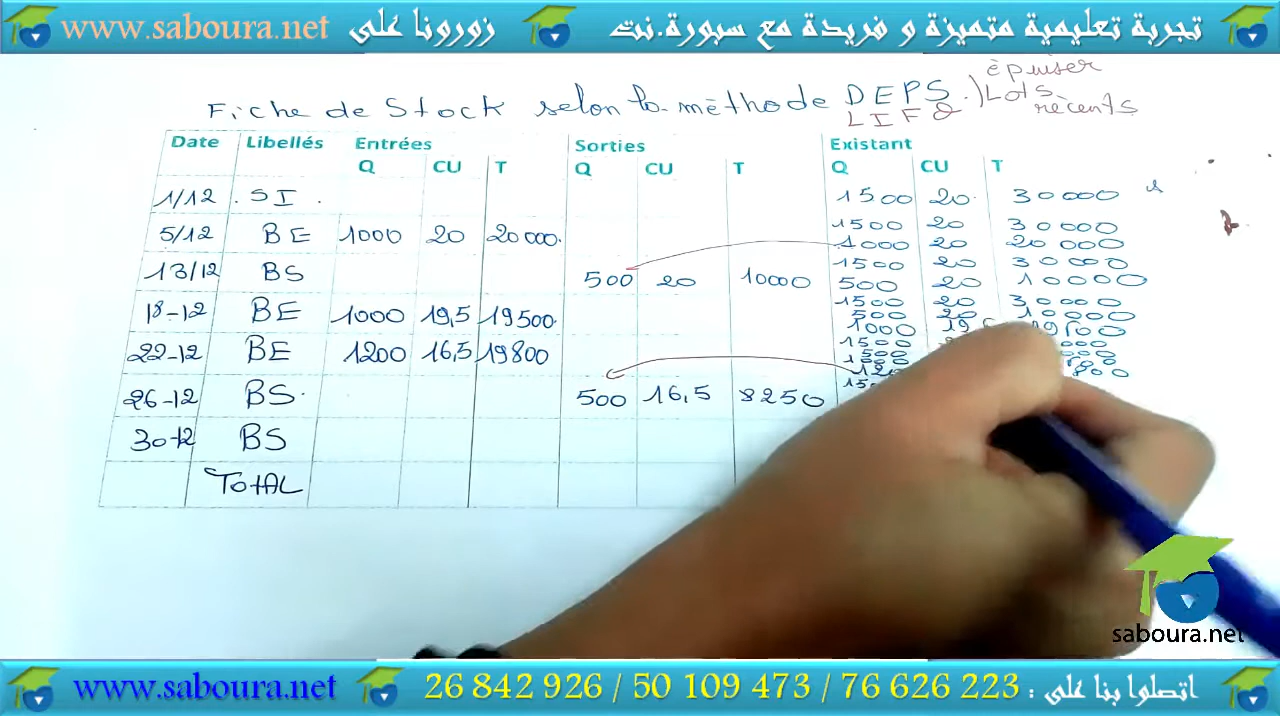 www.saboura.net زورونا على تجربة تعليمية متميزة و فريدة مع سبورة.نت
Fiche de Stock selon la méthode DEPS.) épuiser
LIFO Lots
récents
Date Libellés Entrées Sorties Existant
Q CU T Q CU T Q CU T
1/12 SI 1500 20 30000
5/12 BE 1000 20 20000 1500 20 30000
1000 20 20000
13/12 BS 500 20 10000 1500 20 30000
500 20 10000
18-12 BE 1000 19,5 19500 1500 20 30000
500 20 10000
1000 19
22-12 BE 1200 16,5 19800 1500
500
26-12 BS 500 16,5 8250
30-12 BS
TOTAL
saboura.net
www.saboura.net 26 842 926 / 50 109 473 / 76 626 223 : اتصلوا بنا على